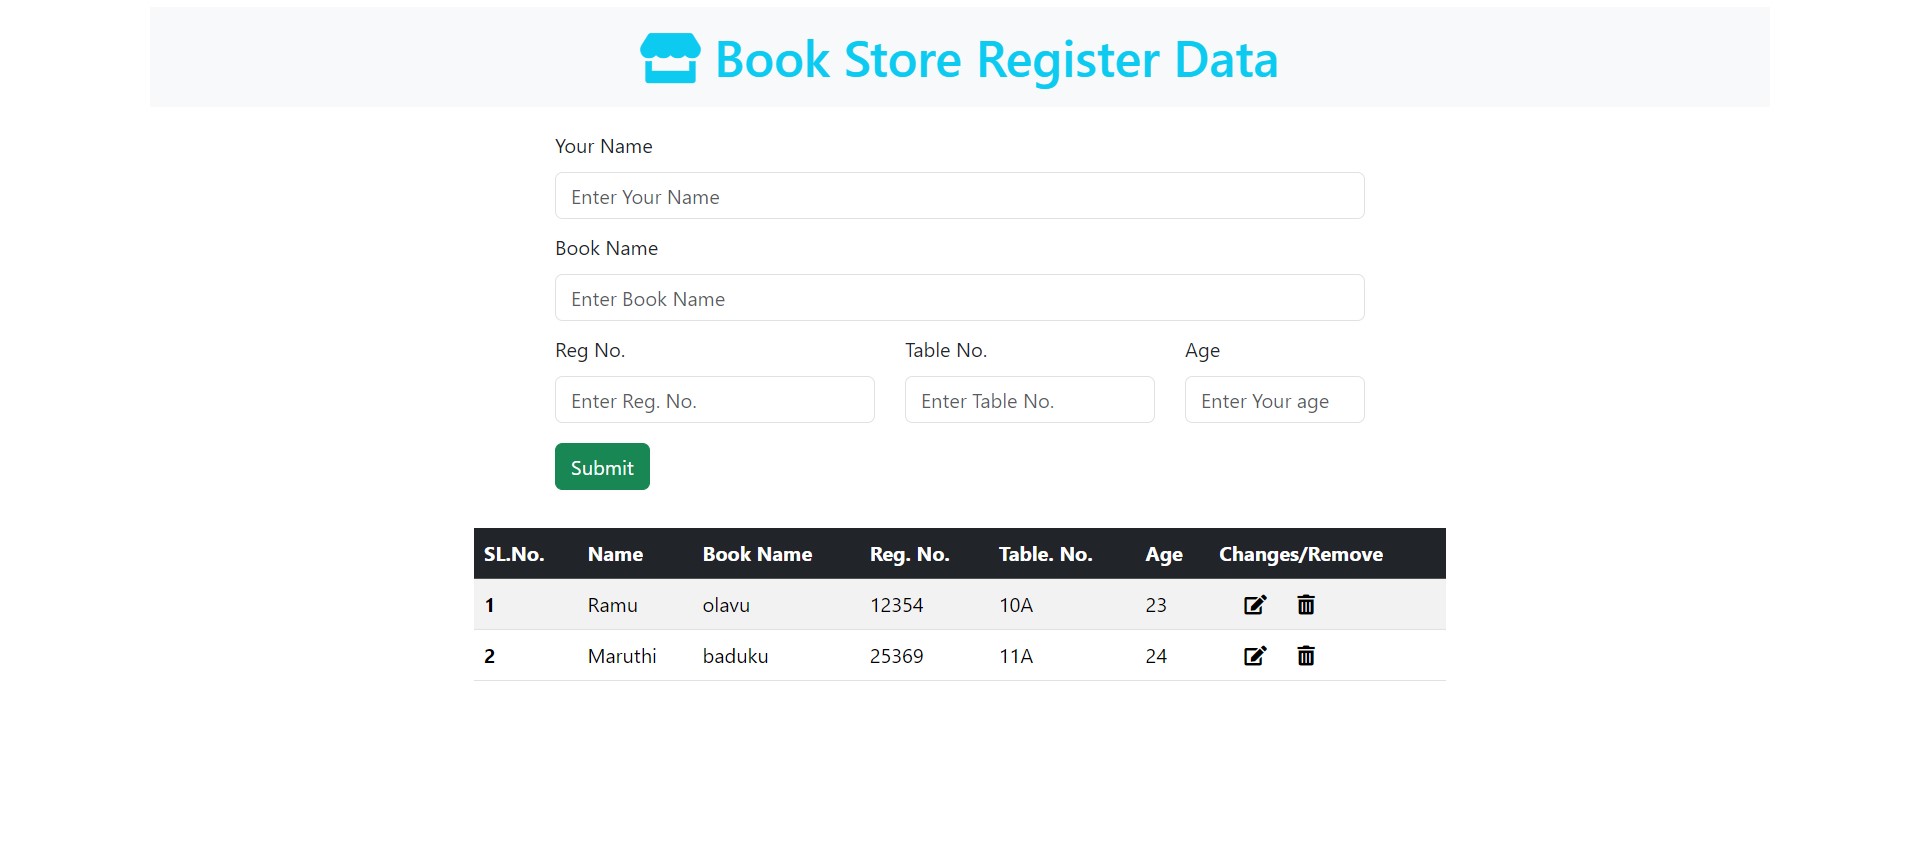 Book Store Register Data
Your Name
Enter Your Name
Book Name
Enter Book Name
Reg No. Table No. Age
Enter Reg. No. Enter Table No. Enter Your age
Submit
SL.No. Name Book Name Reg. No. Table. No. Age Changes/Remove
1 Ramu olavu 12354 10A 23
2 Maruthi baduku 25369 11A 24